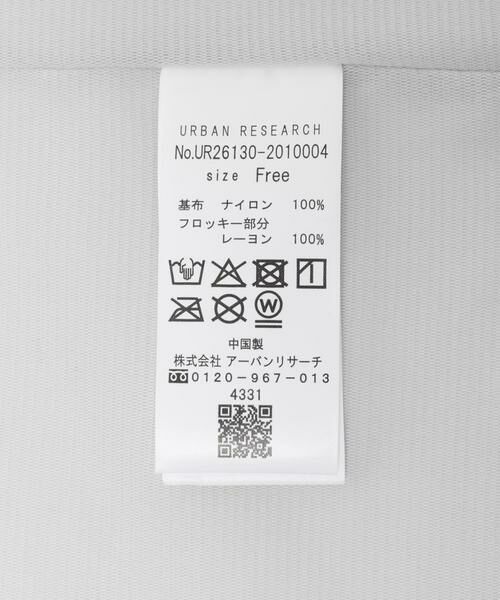 URBAN RESEARCH
No.UR26130-2010004
size Free
基布 ナイロン 100%
フロッキー部分
レーヨン 100%
W
中国製
株式会社 アーバンリサーチ
0120-967-013
4331